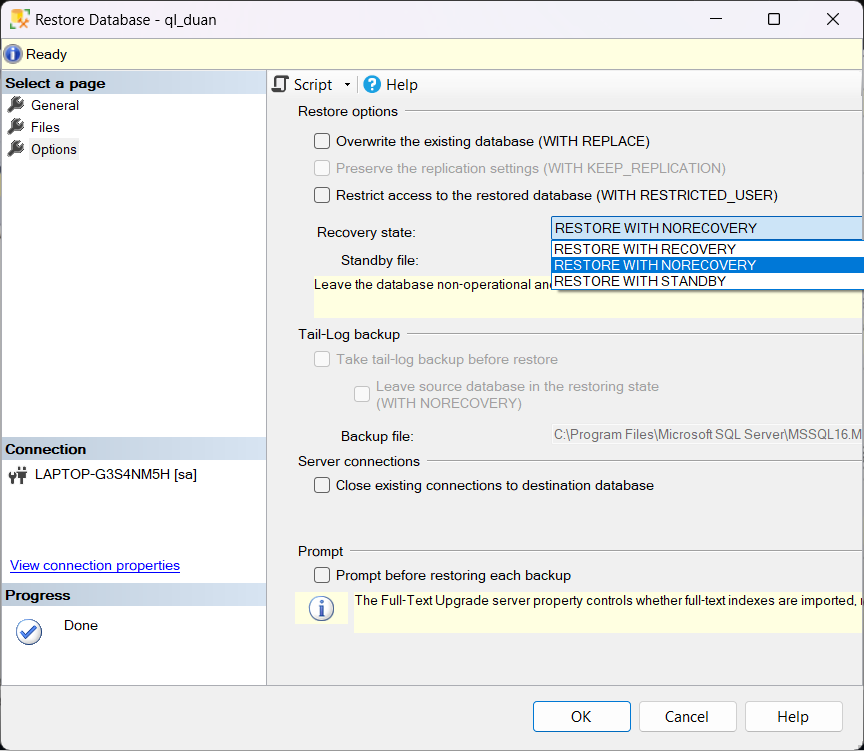 Restore Database - ql_duan
Ready
Select a page
General
Files
Options
Script
Help
Restore options
Overwrite the existing database (WITH REPLACE)
Preserve the replication settings (WITH KEEP_REPLICATION)
Restrict access to the restored database (WITH RESTRICTED_USER)
Recovery state:
RESTORE WITH NORECOVERY
RESTORE WITH RECOVERY
RESTORE WITH NORECOVERY
RESTORE WITH STANDBY
Standby file:
Leave the database non-operational and
Tail-Log backup
Take tail-log backup before restore
Leave source database in the restoring state
(WITH NORECOVERY)
Backup file:
C:\Program Files\Microsoft SQL Server\MSSQL16.M
Server connections
Close existing connections to destination database
Prompt
Prompt before restoring each backup
The Full-Text Upgrade server property controls whether full-text indexes are imported,
Connection
LAPTOP-G3S4NM5H [sa]
View connection properties
Progress
Done
OK
Cancel
Help